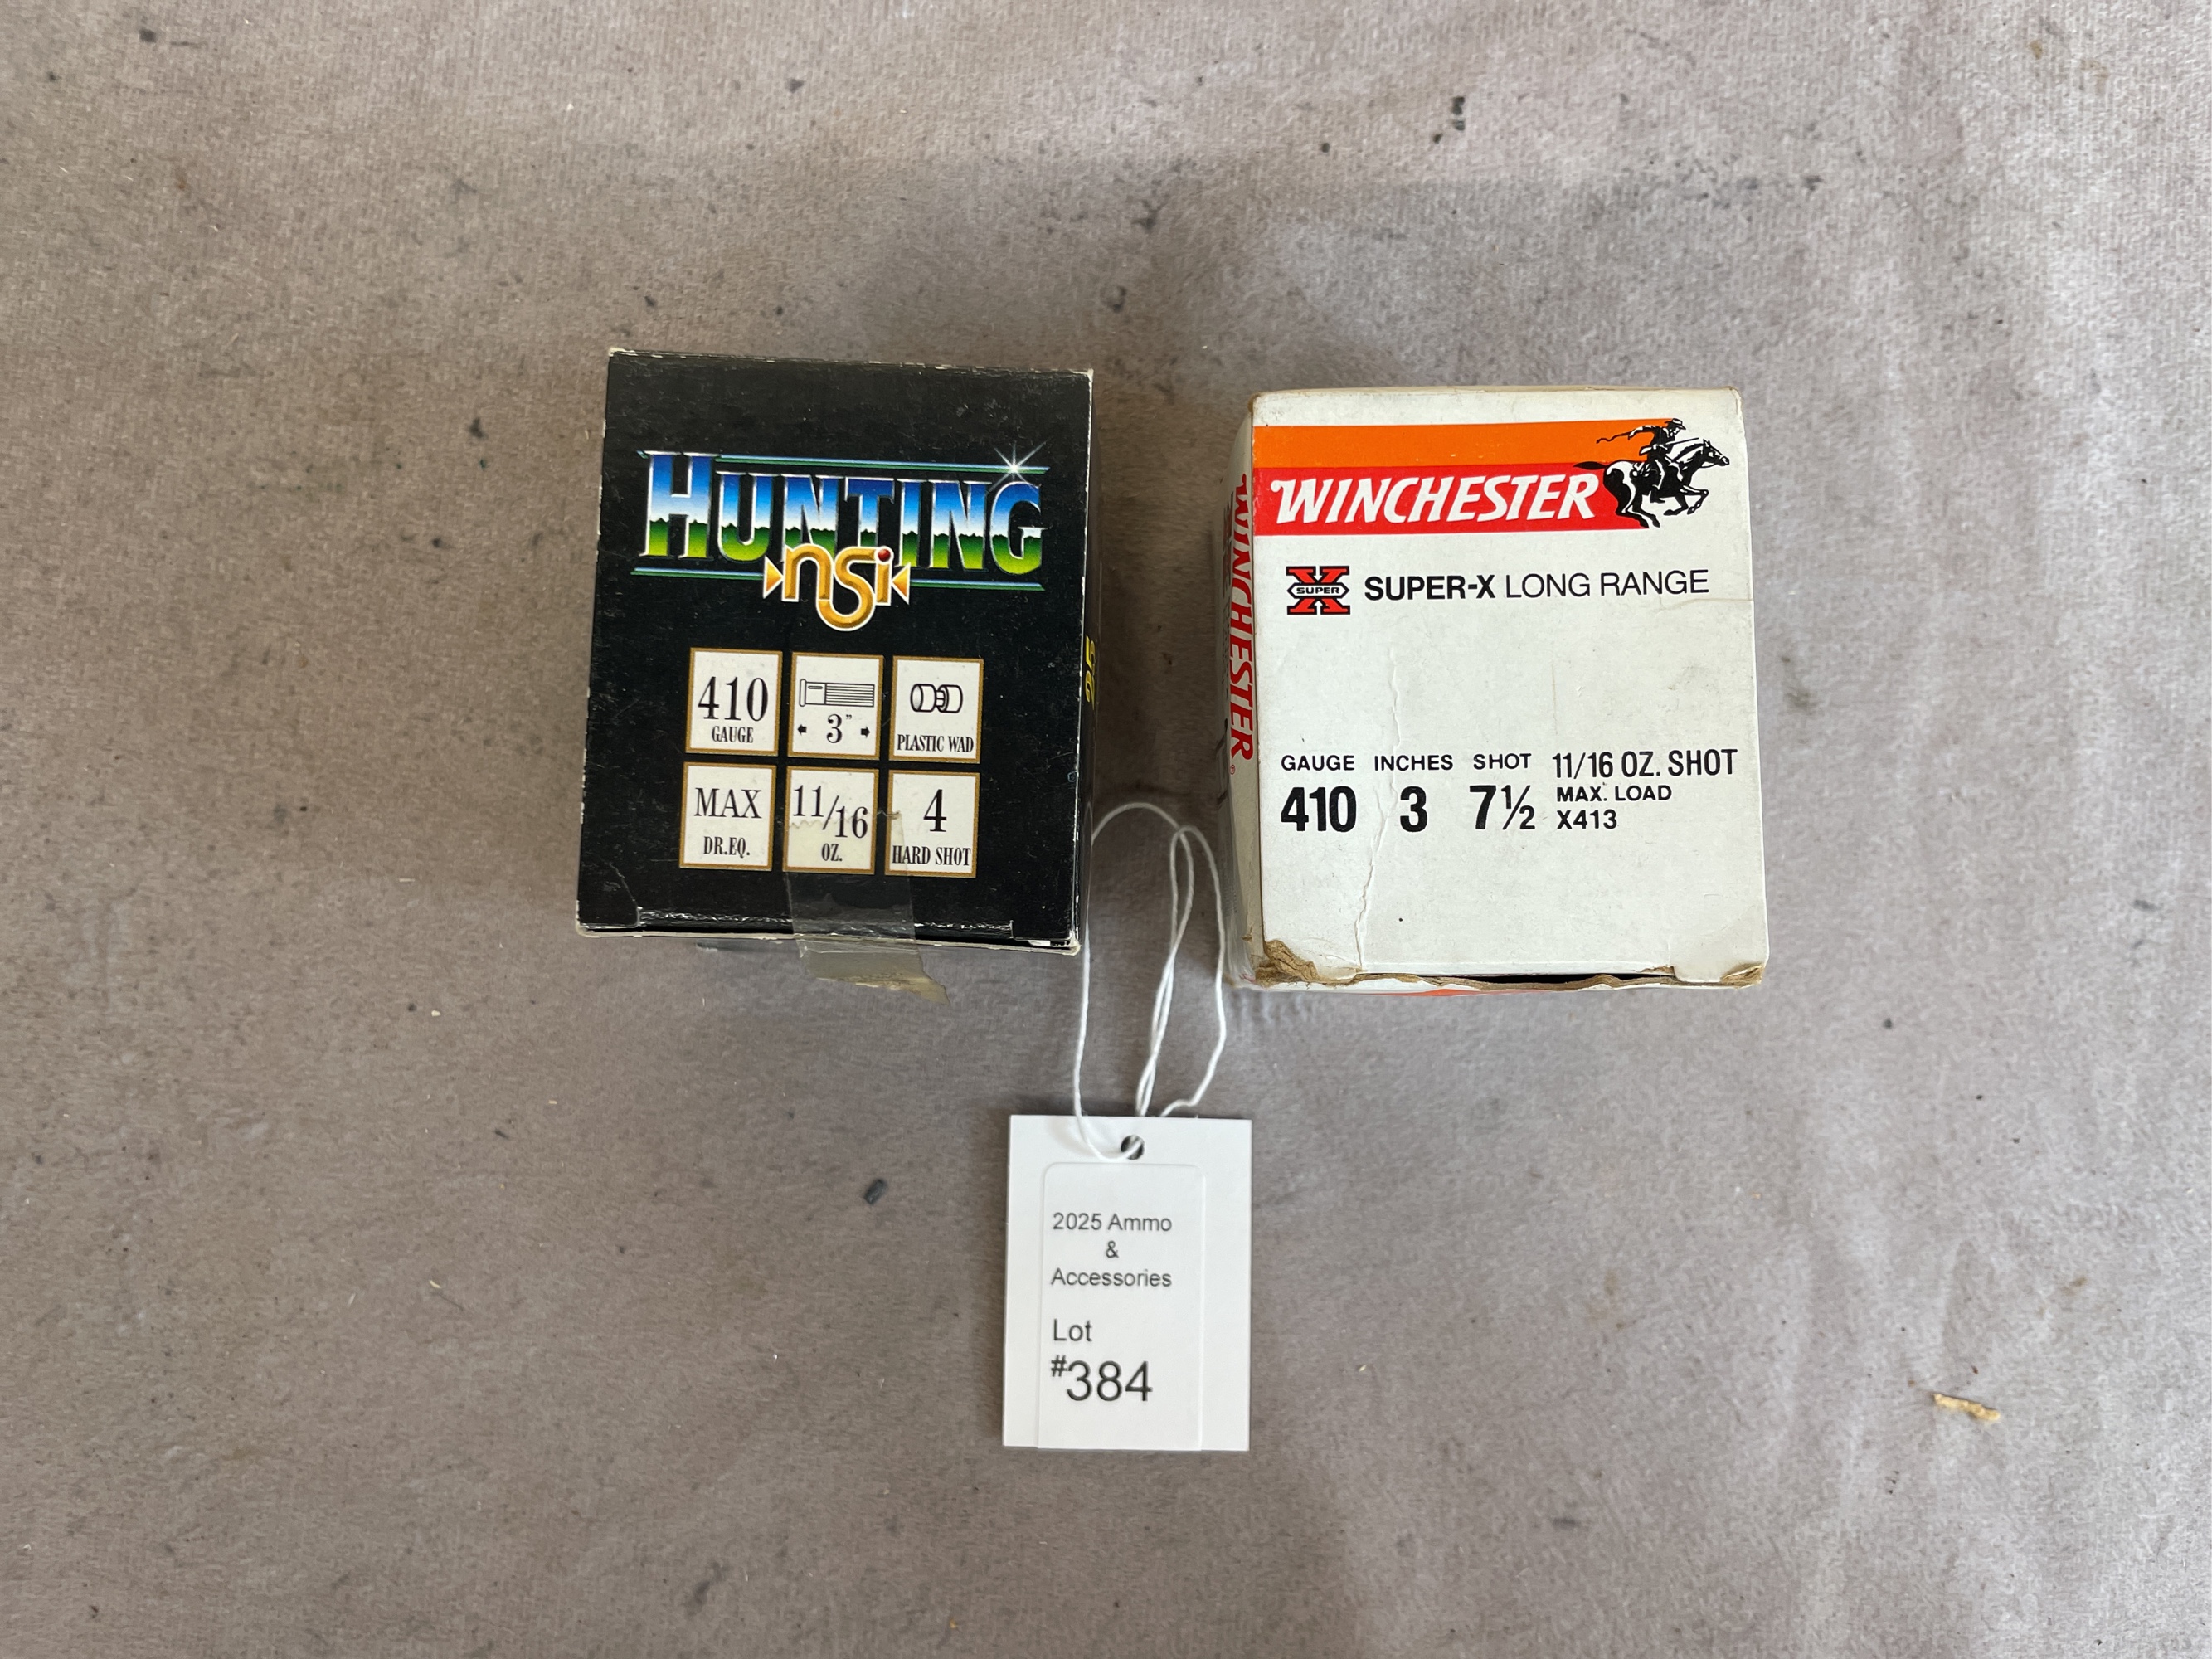 HUNTING
nsi
410
GAUGE
3"
PLASTIC WAD
MAX
DR.EQ.
11/16
OZ.
4
HARD SHOT
25
WINCHESTER
WINCHESTER
®
SUPER X
SUPER-X LONG RANGE
GAUGE INCHES SHOT 11/16 OZ. SHOT
410 3 7½ MAX. LOAD
X413
2025 Ammo
&
Accessories
Lot
#384